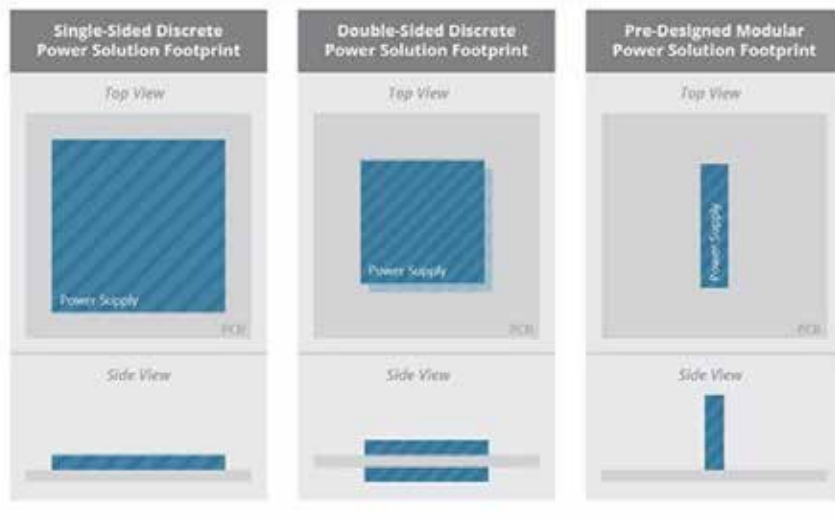 Single-Sided Discrete
Power Solution Footprint
Top View
Power Supply
PCB
Side View
Double-Sided Discrete
Power Solution Footprint
Top View
Power Supply
PCB
Side View
Pre-Designed Modular
Power Solution Footprint
Top View
Power Supply
PCB
Side View